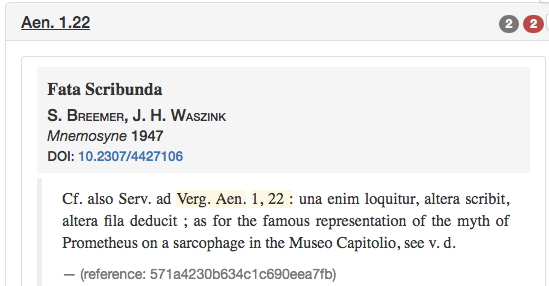 Aen. 1.22 2 2
Fata Scribunda
S. Breemer, J. H. Waszink
Mnemosyne 1947
DOI: 10.2307/4427106
Cf. also Serv. ad Verg. Aen. 1, 22 : una enim loquitur, altera scribit,
altera fila deducit ; as for the famous representation of the myth of
Prometheus on a sarcophage in the Museo Capitolio, see v. d.
— (reference: 571a4230b634c1c690eea7fb)